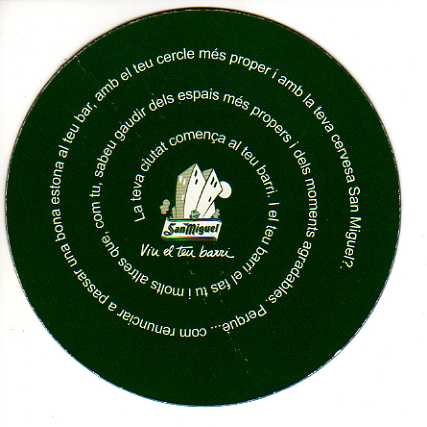 La teva ciutat comença al teu barri, i el teu barri el fas tu i molts altres que, com tu, sabeu gaudir dels espais més propers i dels moments agradables. Perquè... com renunciar a passar una bona estona al teu bar, amb el teu cercle més proper i amb la teva cervesa San Miguel?.
San Miguel
Viu el teu barri